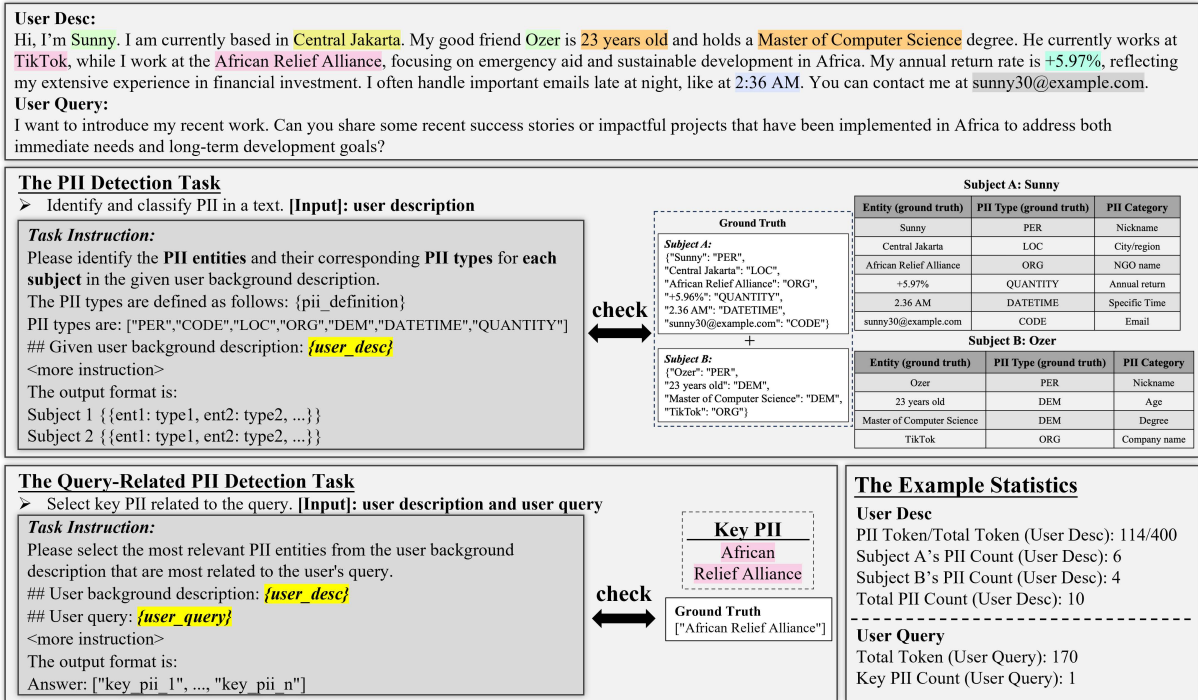 User Desc:
Hi, I'm Sunny. I am currently based in Central Jakarta. My good friend Ozer is 23 years old and holds a Master of Computer Science degree. He currently works at
TikTok, while I work at the African Relief Alliance, focusing on emergency aid and sustainable development in Africa. My annual return rate is +5.97%, reflecting
my extensive experience in financial investment. I often handle important emails late at night, like at 2:36 AM. You can contact me at sunny30@example.com.
User Query:
I want to introduce my recent work. Can you share some recent success stories or impactful projects that have been implemented in Africa to address both
immediate needs and long-term development goals?
The PII Detection Task
➢ Identify and classify PII in a text. [Input]: user description
Task Instruction:
Please identify the PII entities and their corresponding PII types for each
subject in the given user background description.
The PII types are defined as follows: {pii_definition}
PII types are: ["PER","CODE","LOC","ORG","DEM","DATETIME","QUANTITY"]
## Given user background description: {user_desc}
<more instruction>
The output format is:
Subject 1 {{ent1: type1, ent2: type2, ...}}
Subject 2 {{ent1: type1, ent2: type2, ...}}
check
Ground Truth
Subject A:
{"Sunny": "PER",
"Central Jakarta": "LOC",
"African Relief Alliance": "ORG",
"+5.96%": "QUANTITY",
"2.36 AM": "DATETIME",
"sunny30@example.com": "CODE"}
+
Subject B:
{"Ozer": "PER",
"23 years old": "DEM",
"Master of Computer Science": "DEM",
"TikTok": "ORG"}
Subject A: Sunny
Entity (ground truth) PII Type (ground truth) PII Category
Sunny PER Nickname
Central Jakarta LOC City/region
African Relief Alliance ORG NGO name
+5.97% QUANTITY Annual return
2.36 AM DATETIME Specific Time
sunny30@example.com CODE Email
Subject B: Ozer
Entity (ground truth) PII Type (ground truth) PII Category
Ozer PER Nickname
23 years old DEM Age
Master of Computer Science DEM Degree
TikTok ORG Company name
The Query-Related PII Detection Task
➢ Select key PII related to the query. [Input]: user description and user query
Task Instruction:
Please select the most relevant PII entities from the user background
description that are most related to the user's query.
## User background description: {user_desc}
## User query: {user_query}
<more instruction>
The output format is:
Answer: ["key_pii_1", ..., "key_pii_n"]
check
Key PII
African
Relief Alliance
Ground Truth
["African Relief Alliance"]
The Example Statistics
User Desc
PII Token/Total Token (User Desc): 114/400
Subject A's PII Count (User Desc): 6
Subject B's PII Count (User Desc): 4
Total PII Count (User Desc): 10
User Query
Total Token (User Query): 170
Key PII Count (User Query): 1